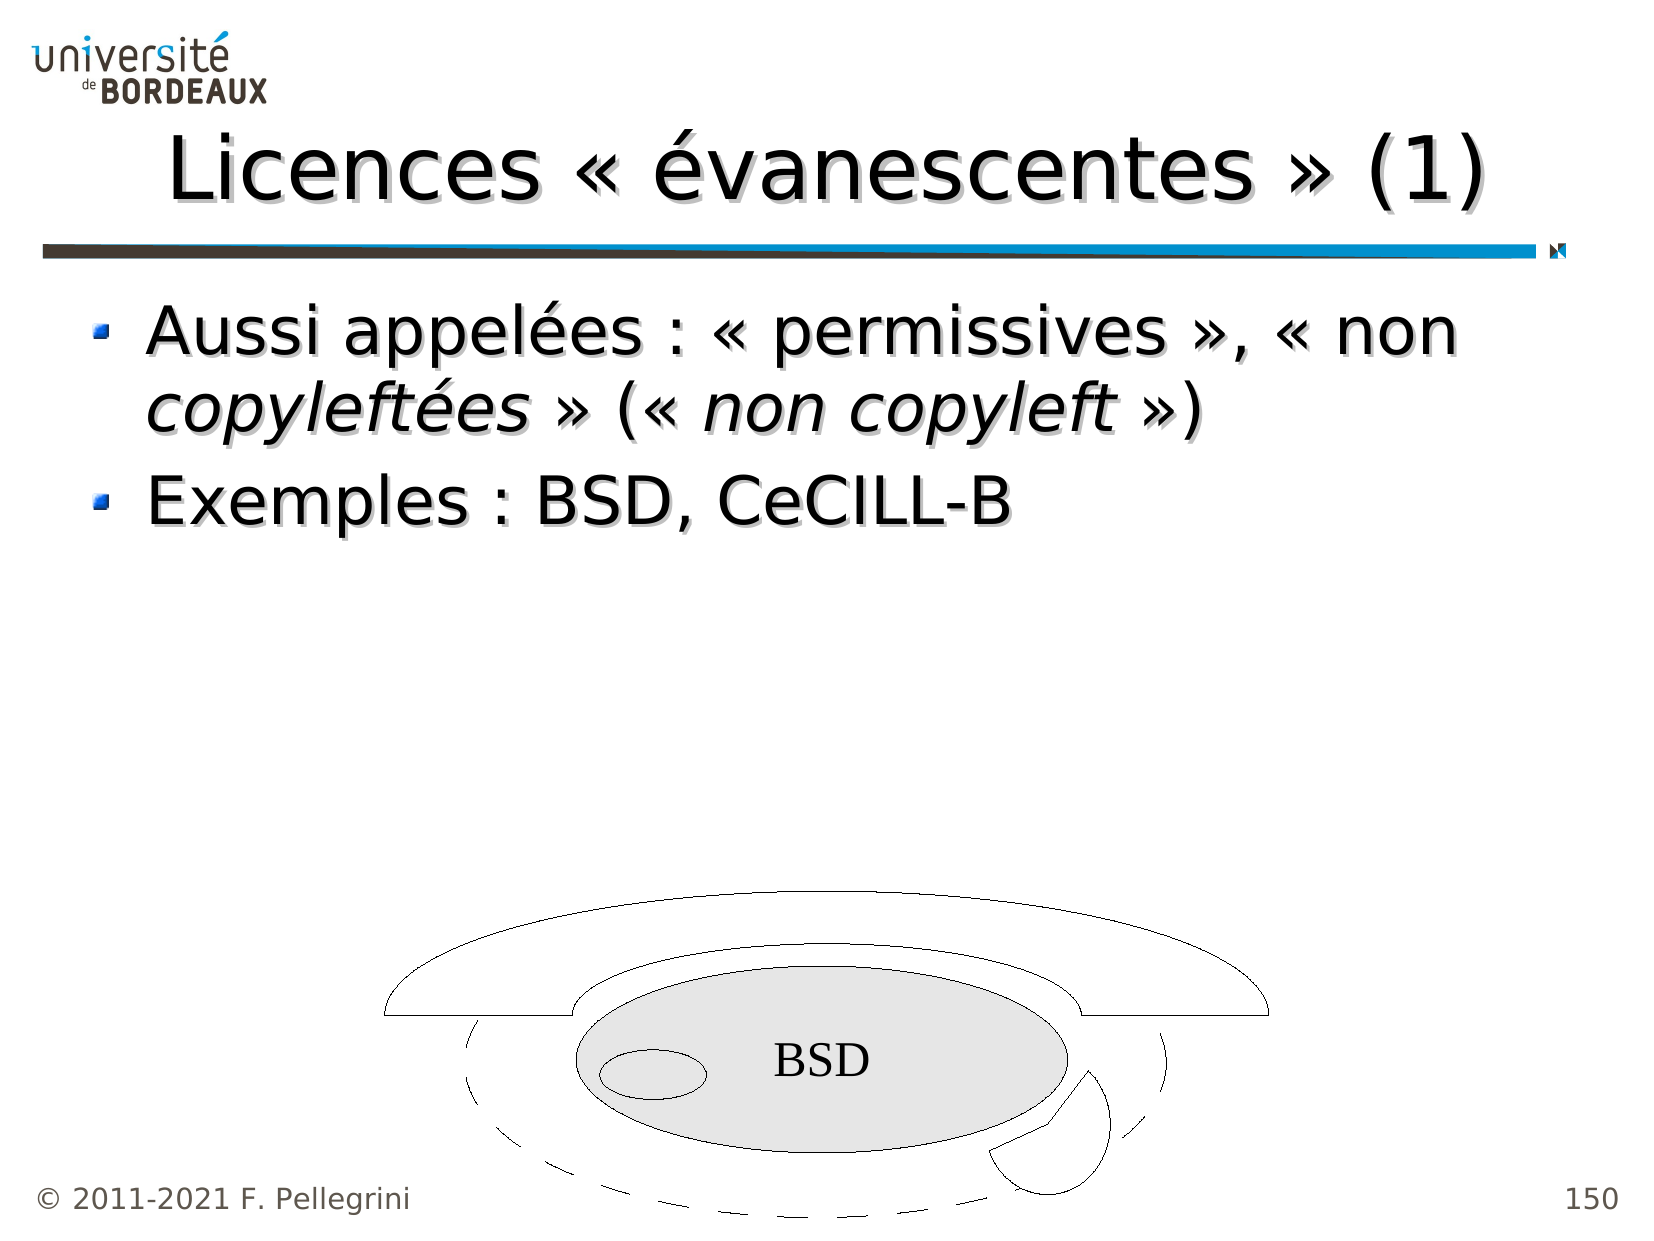 université
de BORDEAUX
Licences « évanescentes » (1)
Aussi appelées : « permissives », « non
copyleftées » (« non copyleft »)
Exemples : BSD, CeCILL-B
BSD
© 2011-2021 F. Pellegrini
150